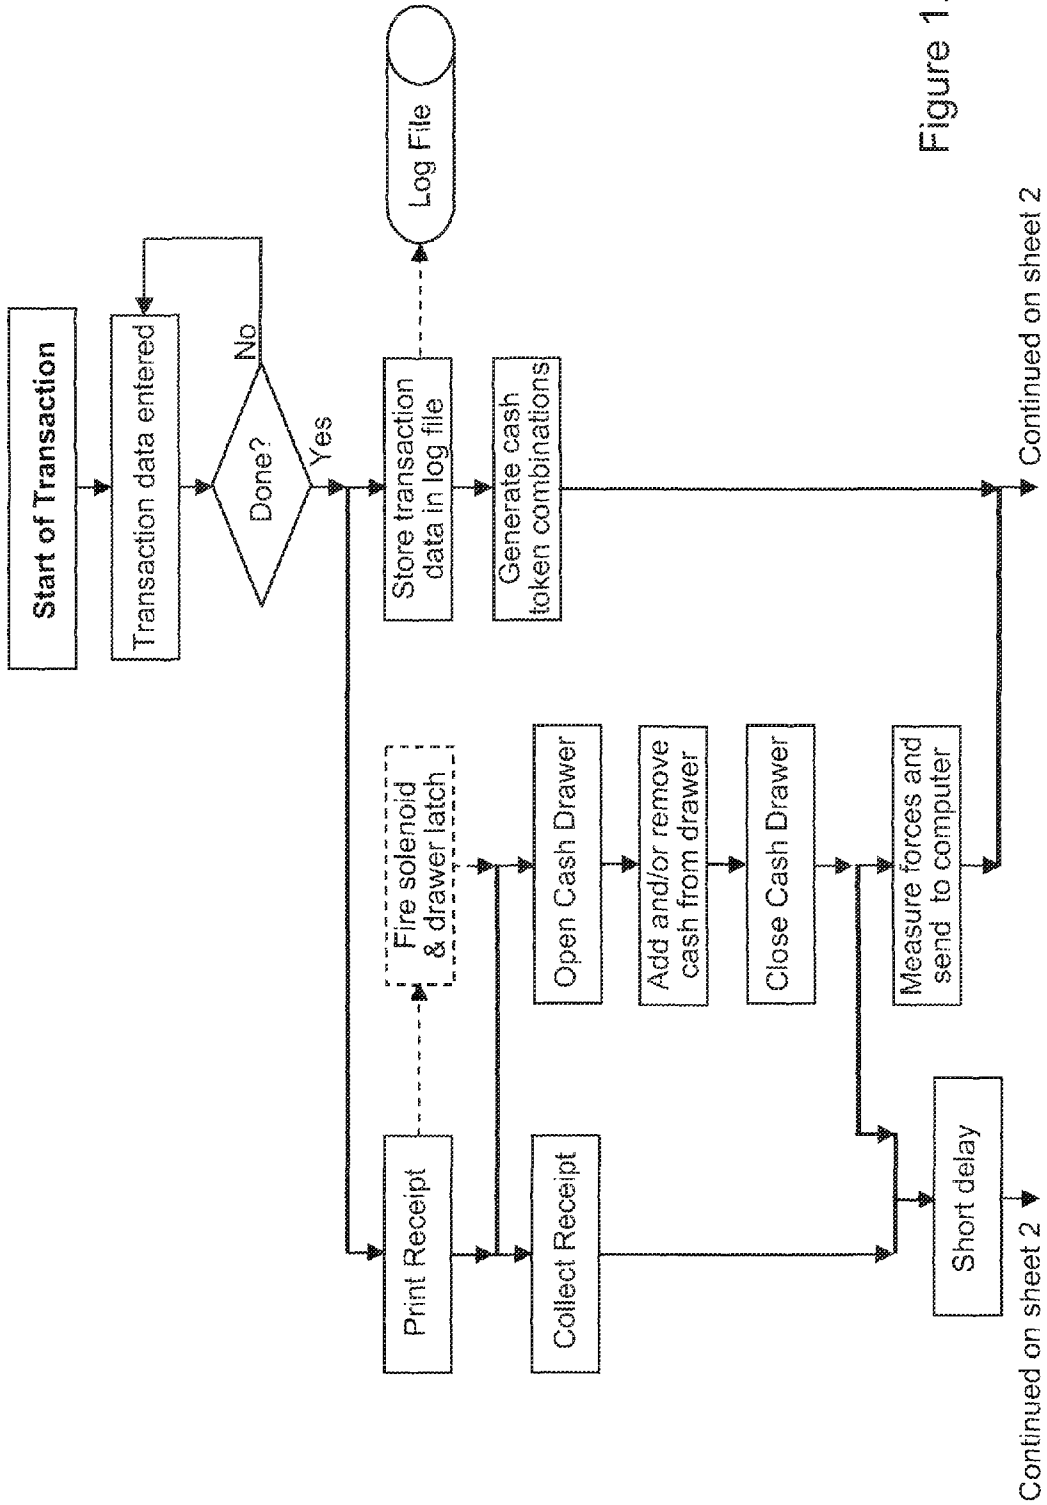 Start of Transaction
Transaction data entered
Done?
No
Yes
Print Receipt
Fire solenoid
& drawer latch
Store transaction
data in log file
Log File
Generate cash
token combinations
Collect Receipt
Open Cash Drawer
Add and/or remove
cash from drawer
Close Cash Drawer
Measure forces and
send to computer
Short delay
Continued on sheet 2
Continued on sheet 2
Figure 1.